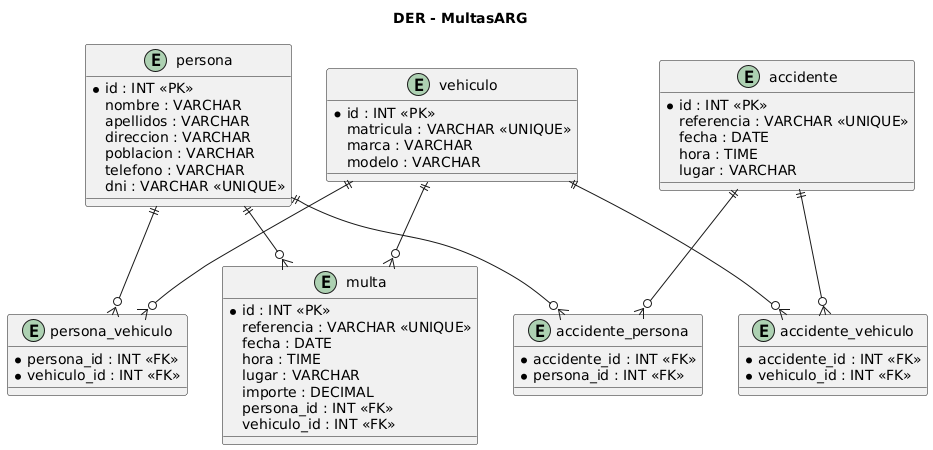 DER - MultasARG
E persona
id : INT «PK»
nombre : VARCHAR
apellidos : VARCHAR
direccion : VARCHAR
poblacion : VARCHAR
telefono : VARCHAR
dni : VARCHAR «UNIQUE»
E vehiculo
id : INT «PK»
matricula : VARCHAR «UNIQUE»
marca : VARCHAR
modelo : VARCHAR
E accidente
id : INT «PK»
referencia : VARCHAR «UNIQUE»
fecha : DATE
hora : TIME
lugar : VARCHAR
E persona_vehiculo
persona_id : INT «FK»
vehiculo_id : INT «FK»
E multa
id : INT «PK»
referencia : VARCHAR «UNIQUE»
fecha : DATE
hora : TIME
lugar : VARCHAR
importe : DECIMAL
persona_id : INT «FK»
vehiculo_id : INT «FK»
E accidente_persona
accidente_id : INT «FK»
persona_id : INT «FK»
E accidente_vehiculo
accidente_id : INT «FK»
vehiculo_id : INT «FK»